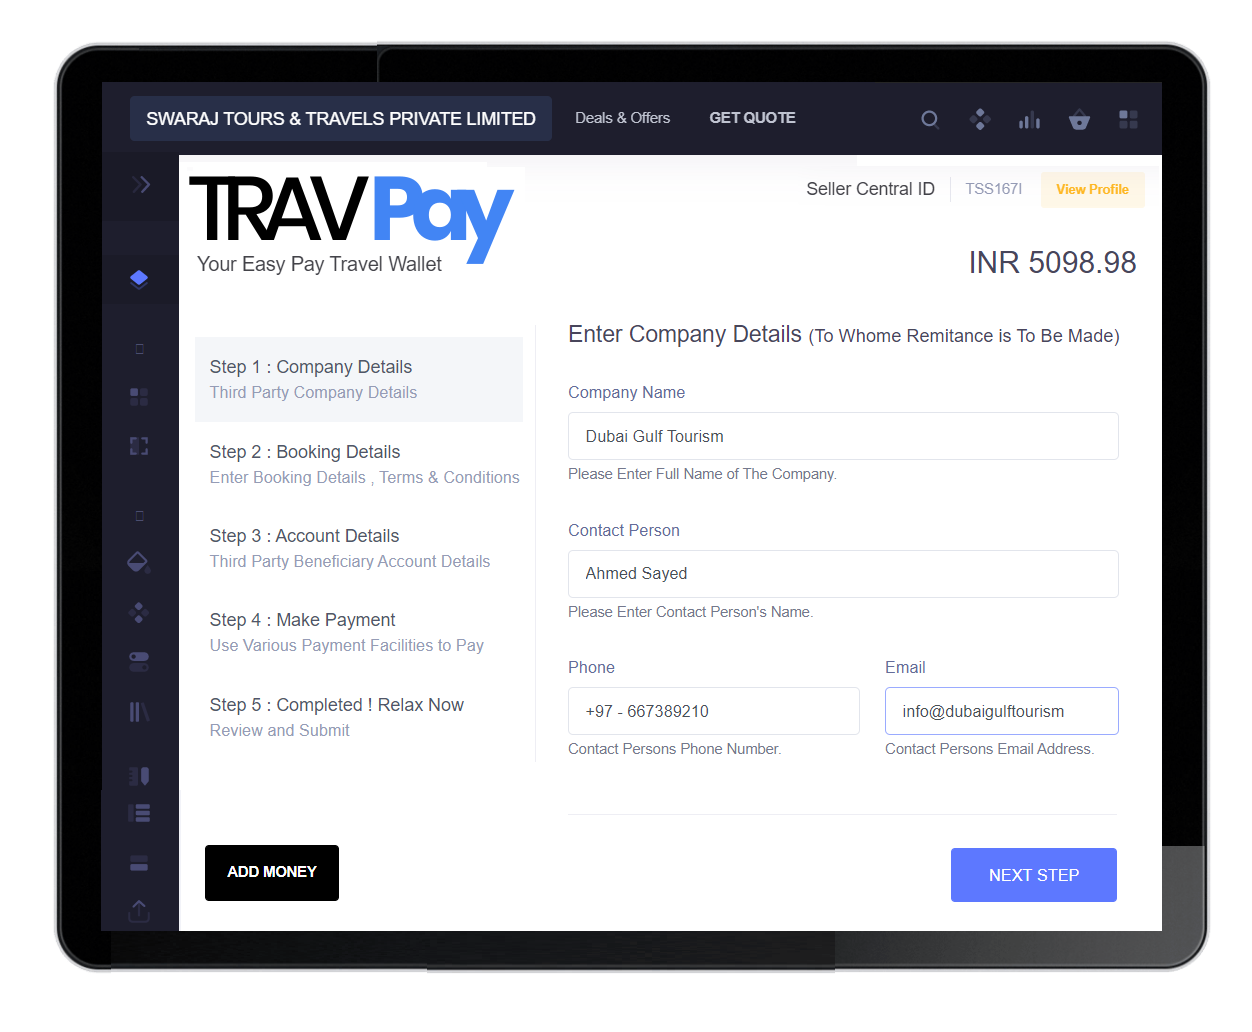 SWARAJ TOURS & TRAVELS PRIVATE LIMITED
Deals & Offers
GET QUOTE
TRAVPay
Your Easy Pay Travel Wallet
Seller Central ID
TSS167I
View Profile
INR 5098.98
Step 1 : Company Details
Third Party Company Details
Step 2 : Booking Details
Enter Booking Details , Terms & Conditions
Step 3 : Account Details
Third Party Beneficiary Account Details
Step 4 : Make Payment
Use Various Payment Facilities to Pay
Step 5 : Completed ! Relax Now
Review and Submit
Enter Company Details (To Whome Remitance is To Be Made)
Company Name
Dubai Gulf Tourism
Please Enter Full Name of The Company.
Contact Person
Ahmed Sayed
Please Enter Contact Person's Name.
Phone
+97 - 667389210
Contact Persons Phone Number.
Email
info@dubaigulftourism
Contact Persons Email Address.
ADD MONEY
NEXT STEP